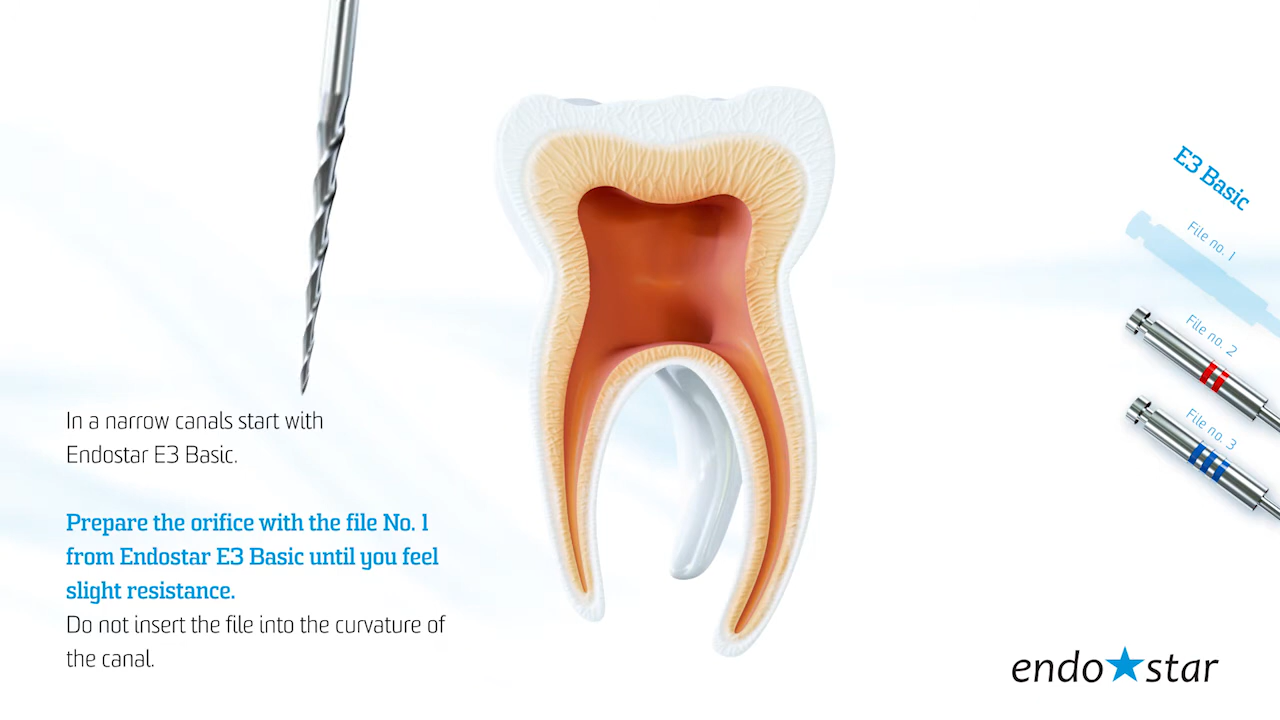 In a narrow canals start with
Endostar E3 Basic.
Prepare the orifice with the file No. 1
from Endostar E3 Basic until you feel
slight resistance.
Do not insert the file into the curvature of
the canal.
E3 Basic
File no. 1
File no. 2
File no. 3
endo star